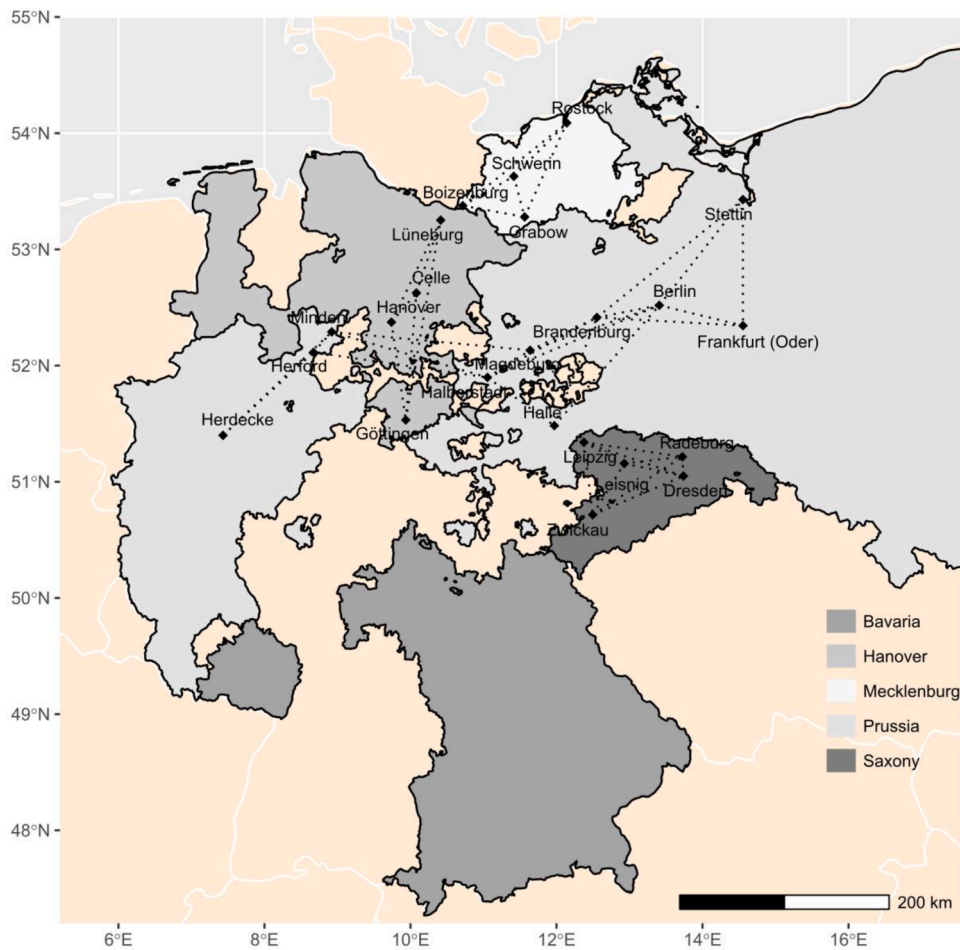 55°N
54°N
53°N
52°N
51°N
50°N
49°N
48°N
Rostock
Schwerin
Boizenburg
Grabow
Lüneburg
Stettin
Celle
Berlin
Hanover
Minden
Brandenburg
Frankfurt (Oder)
Herford
Magdeburg
Halberstadt
Halle
Herdecke
Göttingen
Radeburg
Leipzig
Leisnig
Dresden
Zwickau
Bavaria
Hanover
Mecklenburg
Prussia
Saxony
200 km
6°E
8°E
10°E
12°E
14°E
16°E